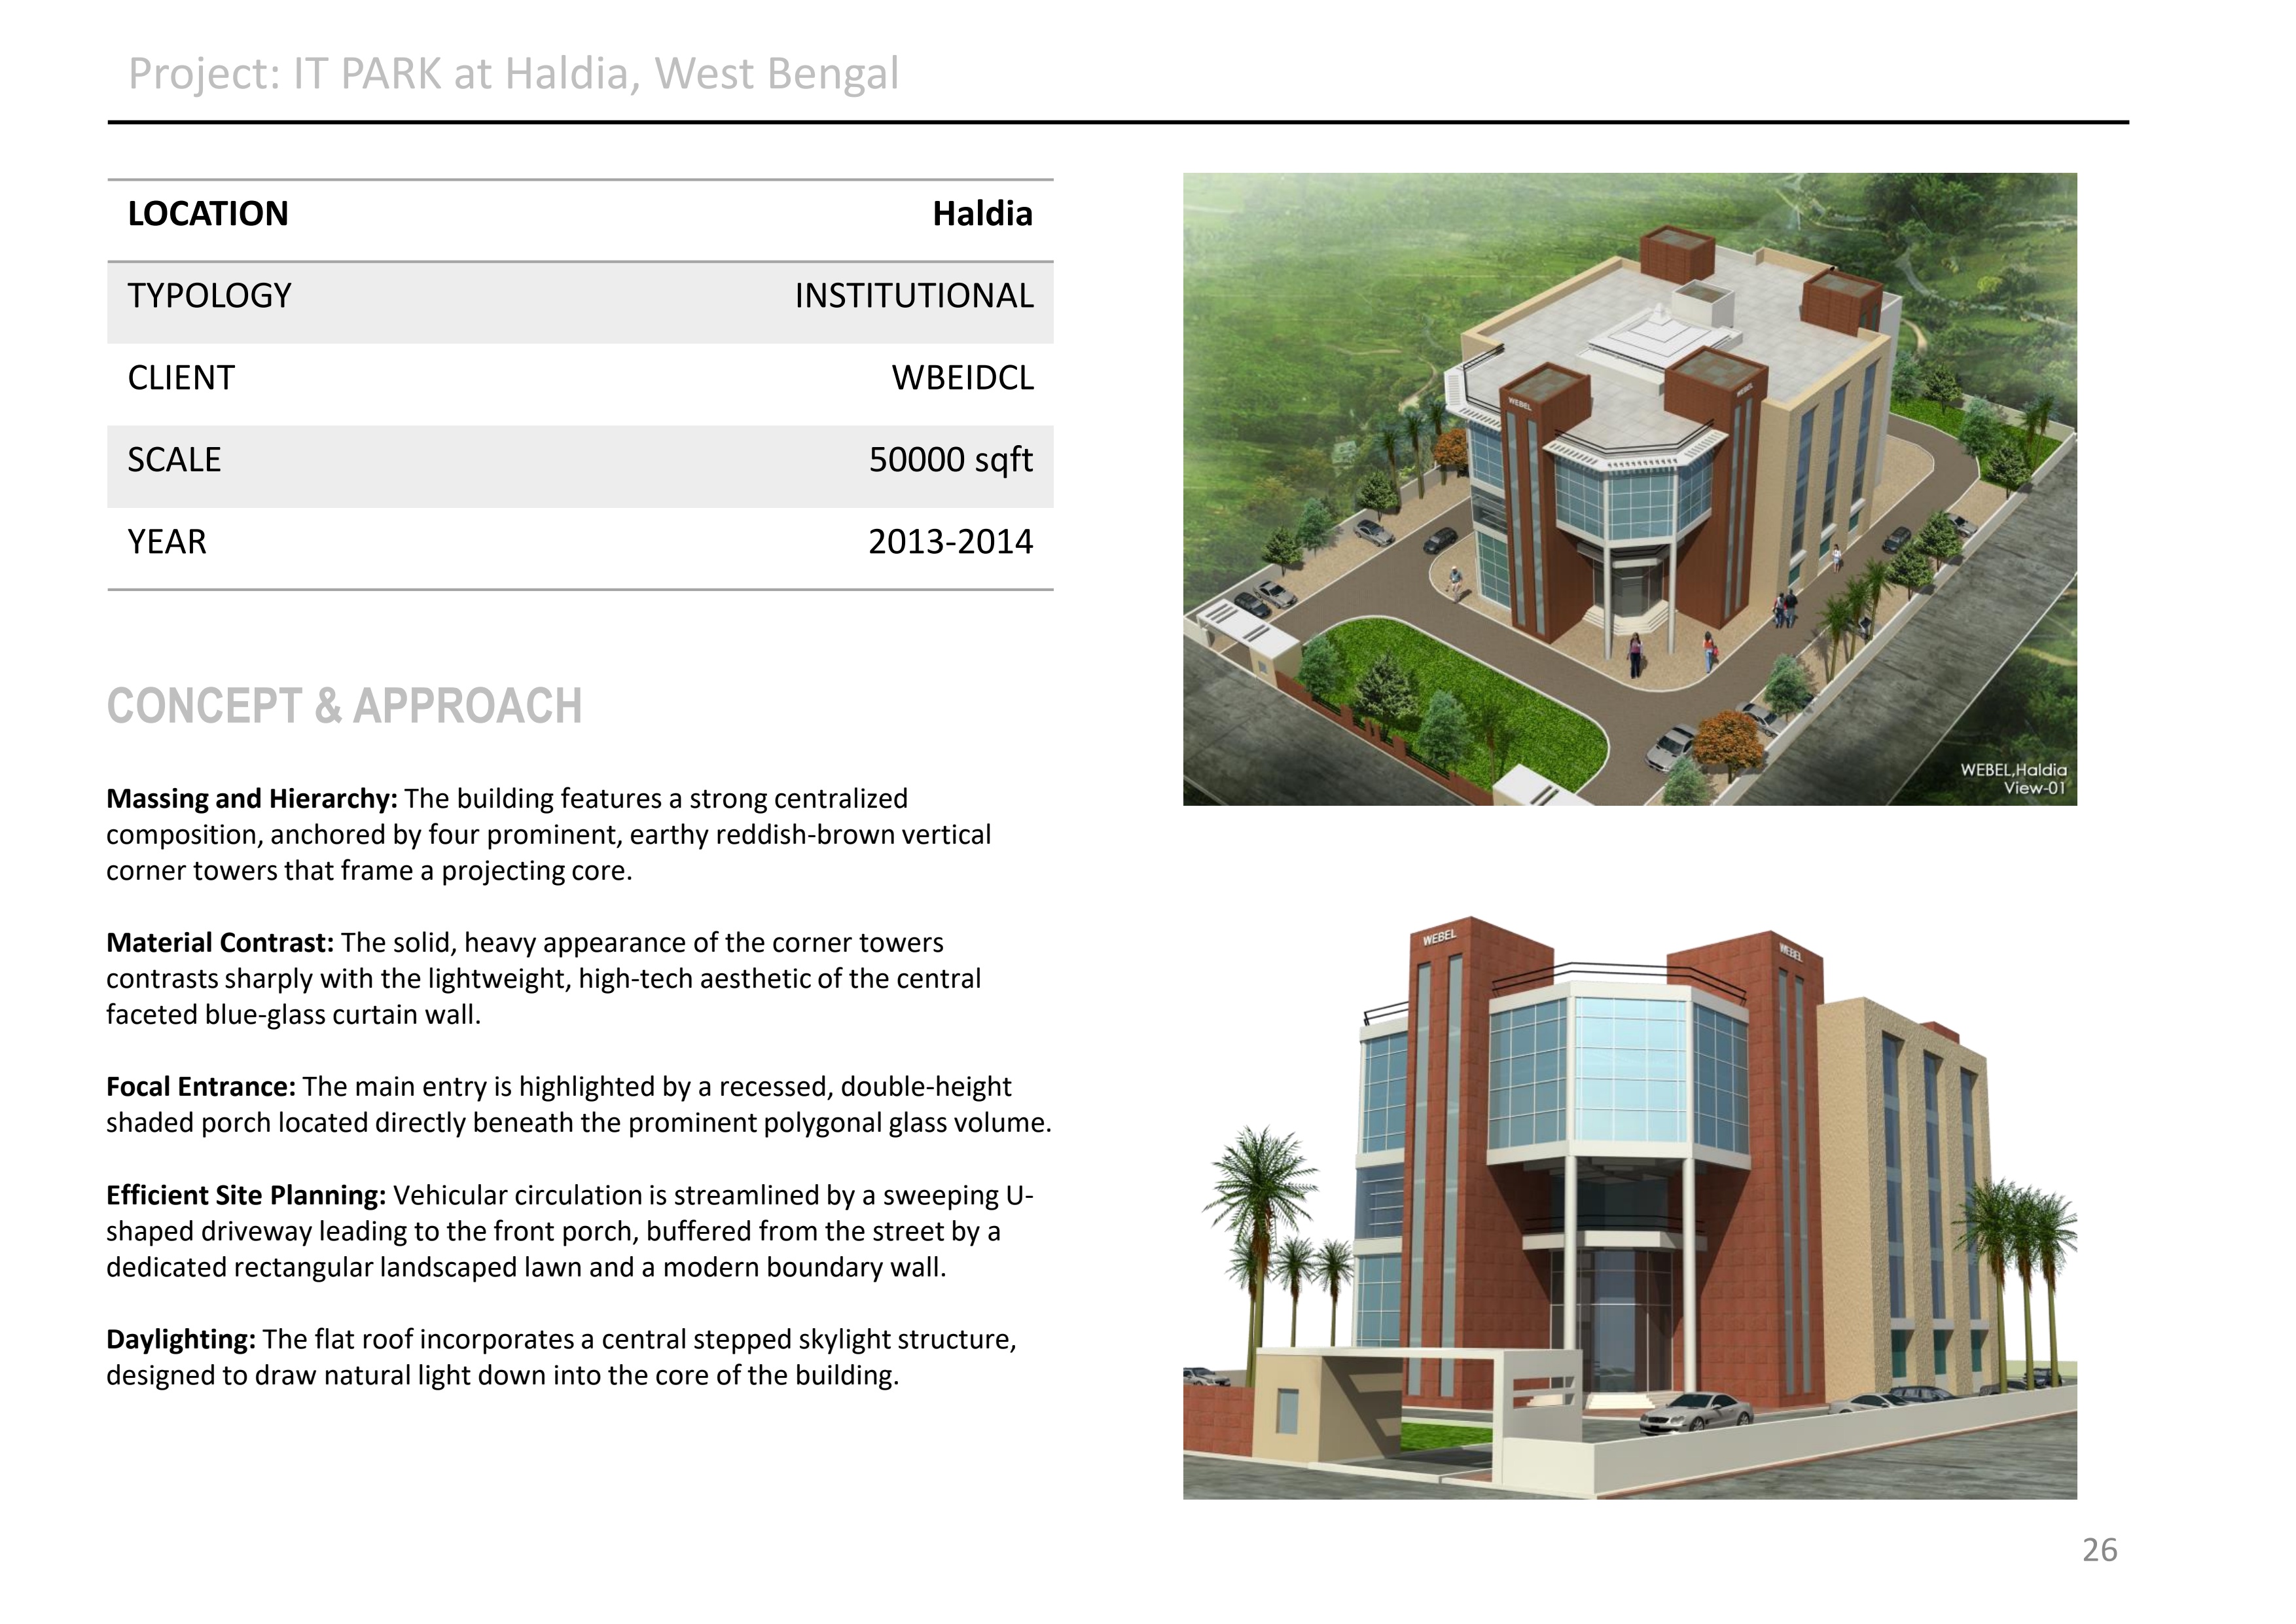 Project: IT PARK at Haldia, West Bengal
LOCATION Haldia
TYPOLOGY INSTITUTIONAL
CLIENT WBEIDCL
SCALE 50000 sqft
YEAR 2013-2014
CONCEPT & APPROACH
Massing and Hierarchy: The building features a strong centralized
composition, anchored by four prominent, earthy reddish-brown vertical
corner towers that frame a projecting core.
Material Contrast: The solid, heavy appearance of the corner towers
contrasts sharply with the lightweight, high-tech aesthetic of the central
faceted blue-glass curtain wall.
Focal Entrance: The main entry is highlighted by a recessed, double-height
shaded porch located directly beneath the prominent polygonal glass volume.
Efficient Site Planning: Vehicular circulation is streamlined by a sweeping U-
shaped driveway leading to the front porch, buffered from the street by a
dedicated rectangular landscaped lawn and a modern boundary wall.
Daylighting: The flat roof incorporates a central stepped skylight structure,
designed to draw natural light down into the core of the building.
WEBEL
WEBEL
WEBEL,Haldia
View-01
WEBEL
WEBEL
26